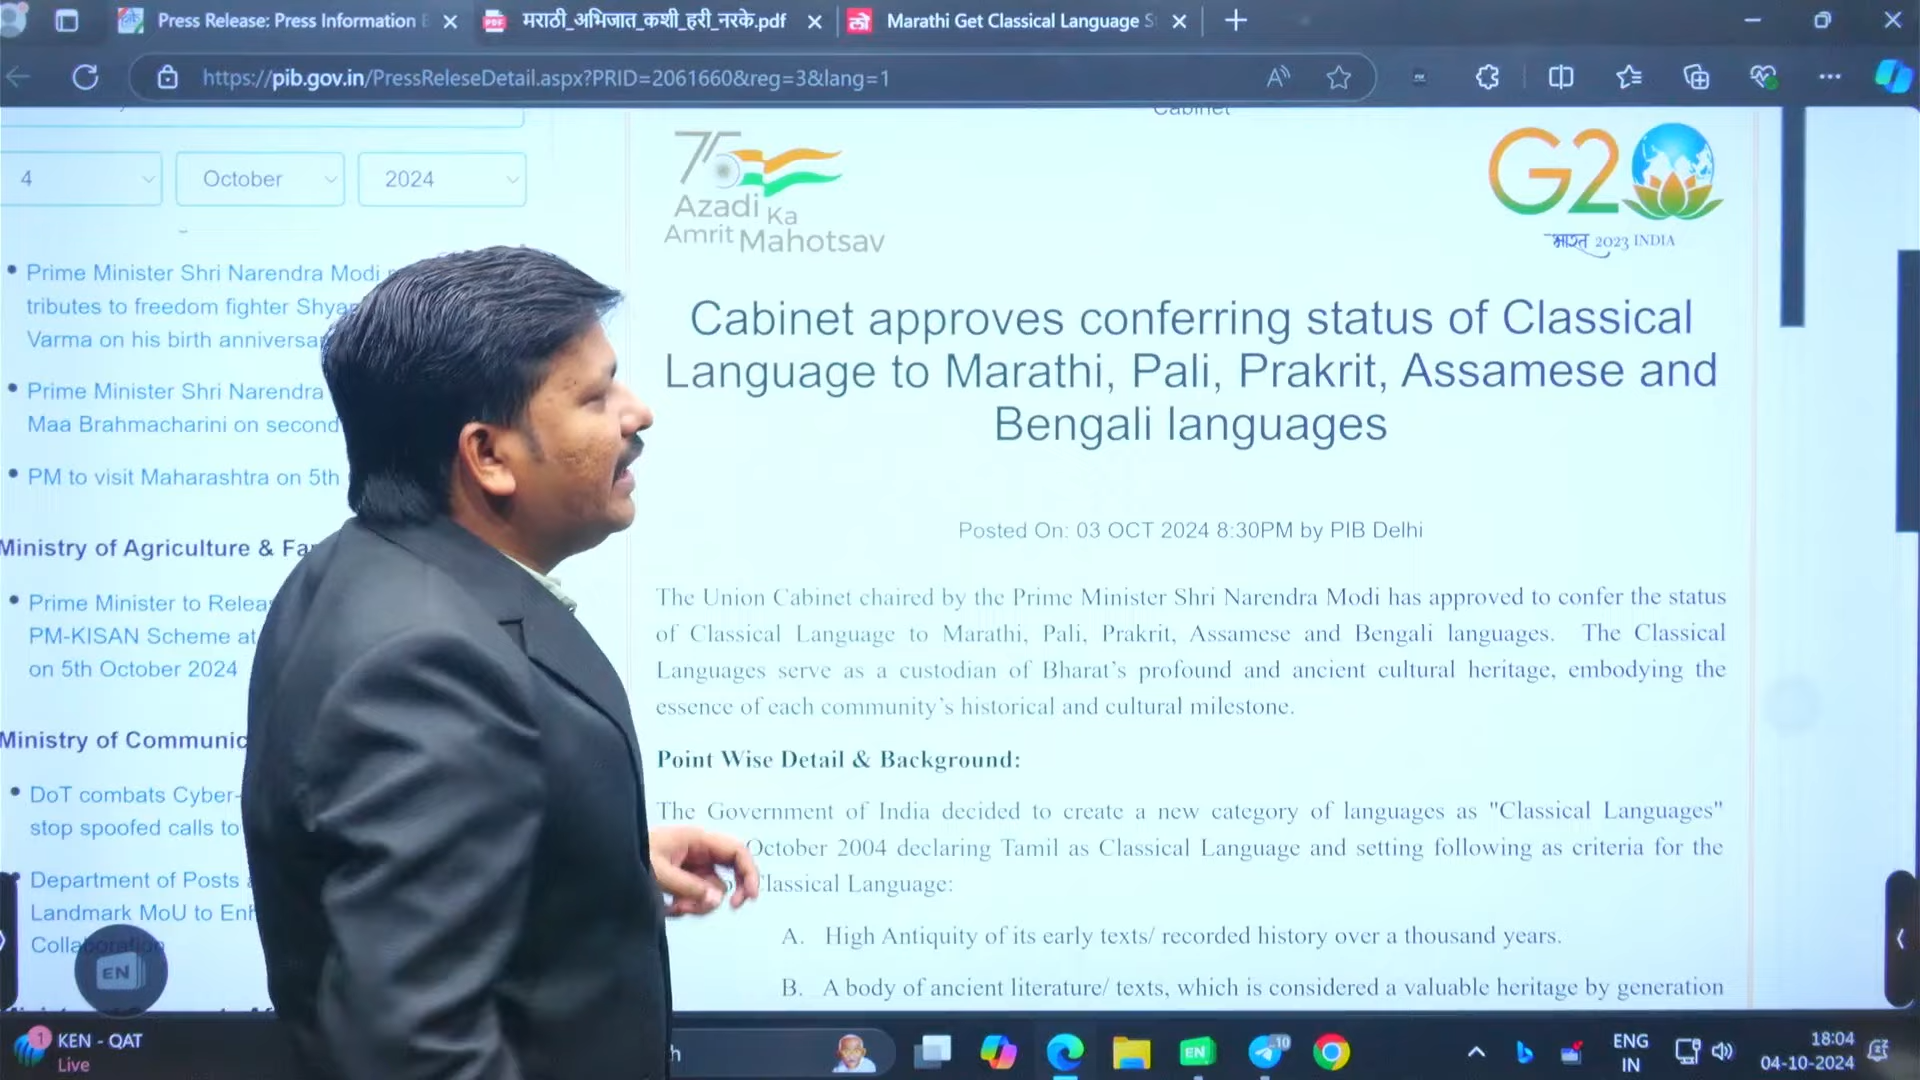 Press Release: Press Information
मराठी_अभिजात_कशी_हरी_नरके.pdf
Marathi Get Classical Language S
https://pib.gov.in/PressReleseDetail.aspx?PRID=2061660&reg=3&lang=1
Cabinet
4
October
2024
Prime Minister Shri Narendra Modi
tributes to freedom fighter
Varma on his birth
Prime Minister Shri Narendra
Maa Brahmacharini on second
PM to visit Maharashtra on 5th
Ministry of Agriculture &
Prime Minister to
PM-KISAN Scheme at
on 5th October 2024
Ministry of
DoT combats
stop spoofed calls to
Department of Posts
Landmark MoU to
Collaboration
EN
75
Azadi Ka
Amrit Mahotsav
G20
भारत 2023 INDIA
Cabinet approves conferring status of Classical
Language to Marathi, Pali, Prakrit, Assamese and
Bengali languages
Posted On: 03 OCT 2024 8:30PM by PIB Delhi
The Union Cabinet chaired by the Prime Minister Shri Narendra Modi has approved to confer the status
of Classical Language to Marathi, Pali, Prakrit, Assamese and Bengali languages. The Classical
Languages serve as a custodian of Bharat’s profound and ancient cultural heritage, embodying the
essence of each community’s historical and cultural milestone.
Point Wise Detail & Background:
The Government of India decided to create a new category of languages as "Classical Languages"
October 2004 declaring Tamil as Classical Language and setting following as criteria for the
Classical Language:
A. High Antiquity of its early texts/ recorded history over a thousand years.
B. A body of ancient literature/ texts, which is considered a valuable heritage by generation
1
KEN - QAT
Live
EN
10
ENG
IN
18:04
04-10-2024